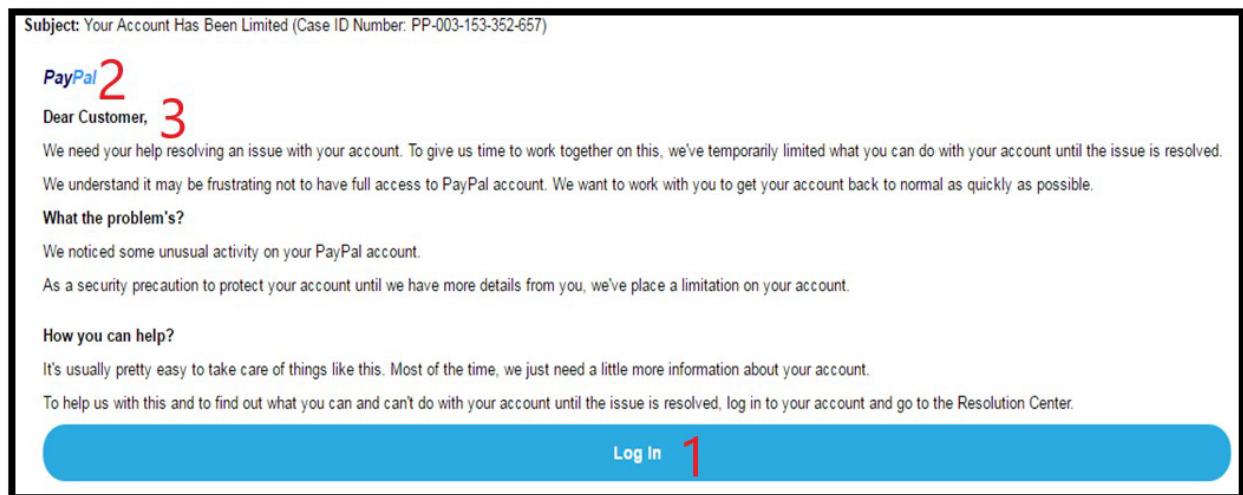 Subject: Your Account Has Been Limited (Case ID Number: PP-003-153-352-657)
PayPal 2
Dear Customer, 3
We need your help resolving an issue with your account. To give us time to work together on this, we've temporarily limited what you can do with your account until the issue is resolved.
We understand it may be frustrating not to have full access to PayPal account. We want to work with you to get your account back to normal as quickly as possible.
What the problem's?
We noticed some unusual activity on your PayPal account.
As a security precaution to protect your account until we have more details from you, we've place a limitation on your account.
How you can help?
It's usually pretty easy to take care of things like this. Most of the time, we just need a little more information about your account.
To help us with this and to find out what you can and can't do with your account until the issue is resolved, log in to your account and go to the Resolution Center.
Log In 1